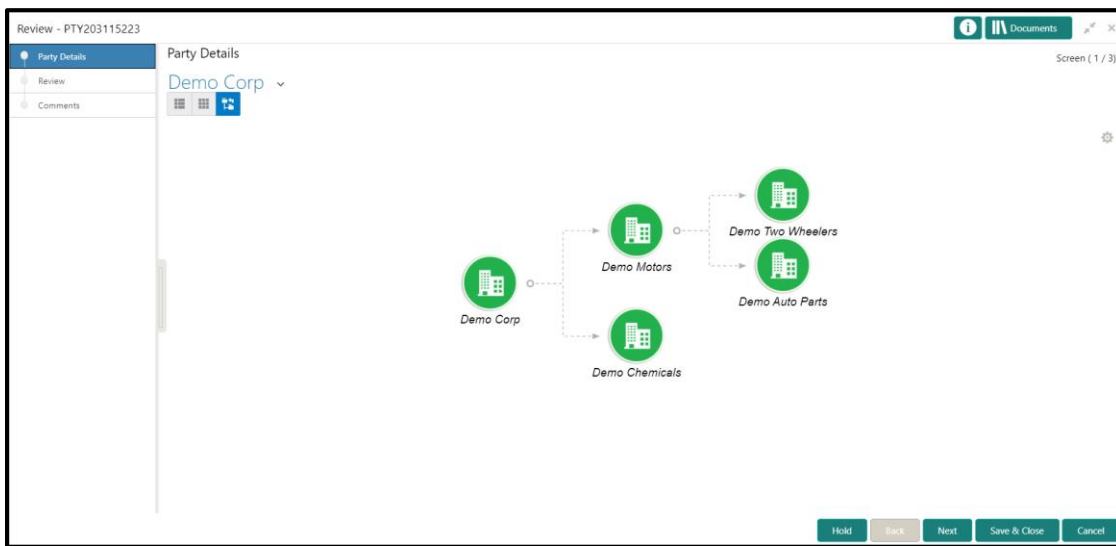 Review - PTY203115223
Documents
Party Details
Review
Comments
Party Details
Screen ( 1 / 3)
Demo Corp
Demo Two Wheelers
Demo Motors
Demo Auto Parts
Demo Corp
Demo Chemicals
Hold Back Next Save & Close Cancel